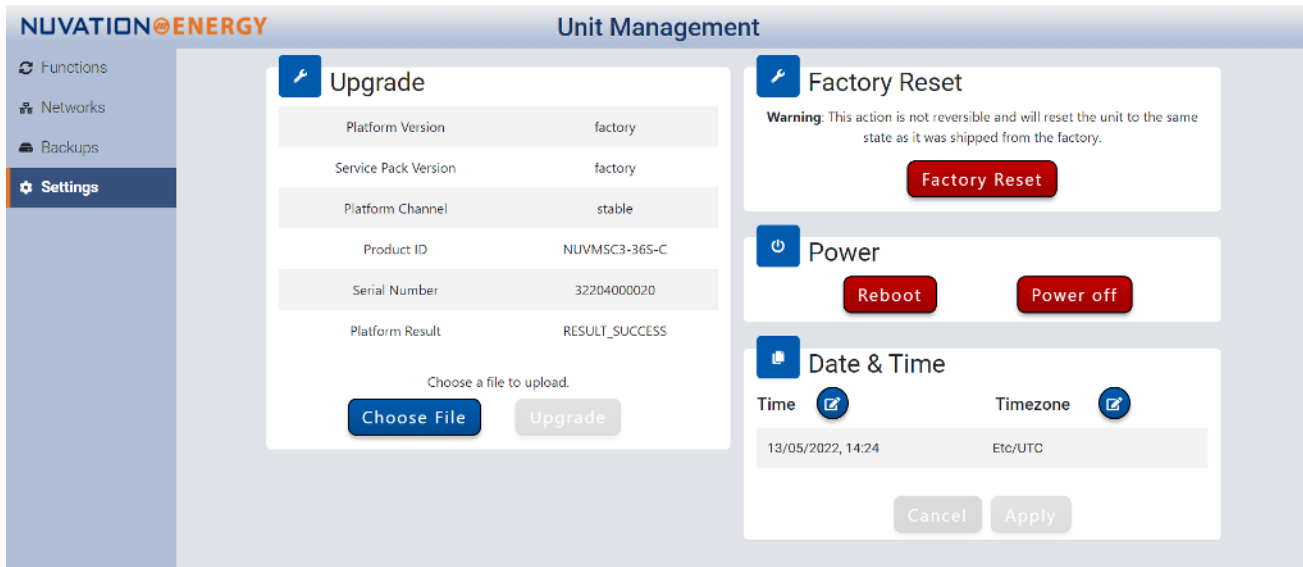 NUVATION ENERGY
Unit Management
Functions
Networks
Backups
Settings
Upgrade
Platform Version factory
Service Pack Version factory
Platform Channel stable
Product ID NUVMSC3-36S-C
Serial Number 32204000020
Platform Result RESULT_SUCCESS
Choose a file to upload.
Choose File Upgrade
Factory Reset
Warning: This action is not reversible and will reset the unit to the same
state as it was shipped from the factory.
Factory Reset
Power
Reboot Power off
Date & Time
Time Timezone
13/05/2022, 14:24 Etc/UTC
Cancel Apply